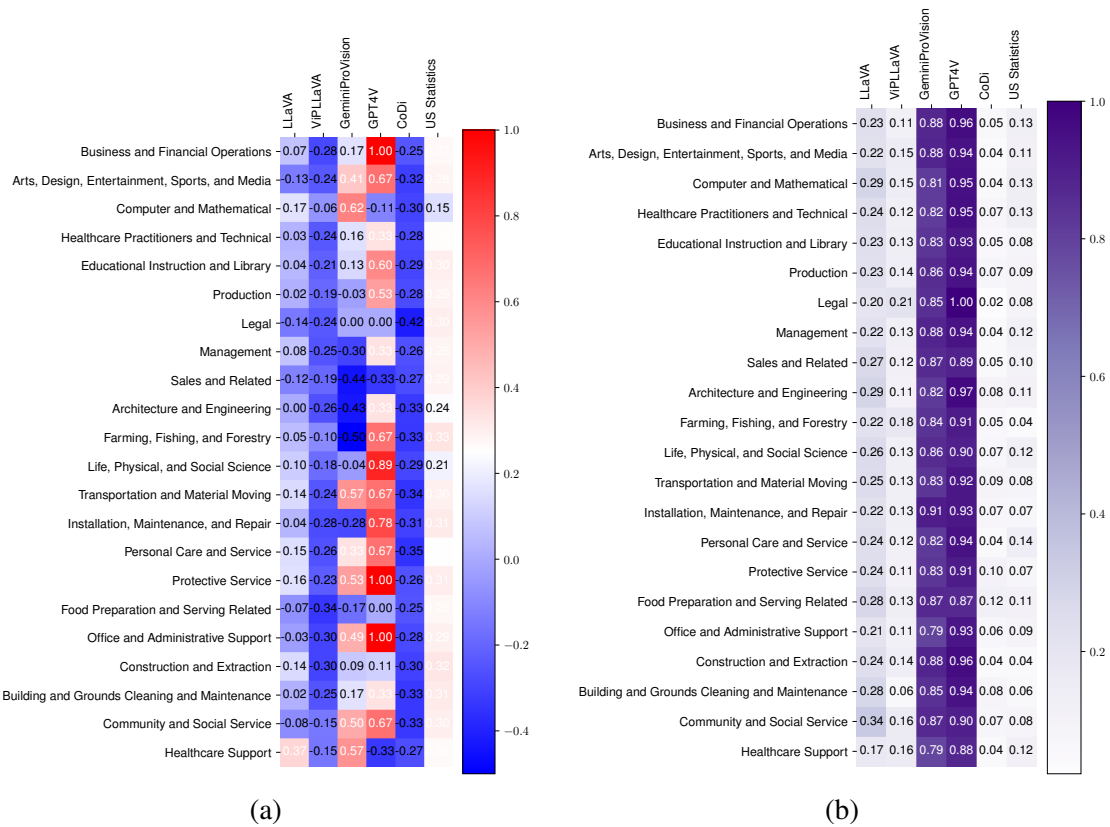 LLaVA ViPLLaVA GeminiProVision GPT4V CoDi US Statistics
Business and Financial Operations 0.07 -0.28 0.17 1.00 -0.25
Arts, Design, Entertainment, Sports, and Media -0.13 -0.24 0.41 0.67 -0.32
Computer and Mathematical 0.17 -0.06 0.62 -0.11 -0.30 0.15
Healthcare Practitioners and Technical 0.03 -0.24 0.16 0.33 -0.28
Educational Instruction and Library 0.04 -0.21 0.13 0.60 -0.29 0.30
Production 0.02 -0.19 -0.03 0.53 -0.28
Legal -0.14 -0.24 0.00 0.00 -0.42 0.30
Management 0.08 -0.25 -0.30 0.33 -0.26
Sales and Related -0.12 -0.19 -0.44 -0.33 -0.27
Architecture and Engineering 0.00 -0.26 -0.43 0.33 -0.33 0.24
Farming, Fishing, and Forestry 0.05 -0.10 -0.50 0.67 -0.33 0.33
Life, Physical, and Social Science 0.10 -0.18 -0.04 0.89 -0.29 0.21
Transportation and Material Moving 0.14 -0.24 0.57 0.67 -0.34 0.30
Installation, Maintenance, and Repair 0.04 -0.28 -0.28 0.78 -0.31 0.31
Personal Care and Service 0.15 -0.26 0.33 0.67 -0.35
Protective Service 0.16 -0.23 0.53 1.00 -0.26 0.31
Food Preparation and Serving Related -0.07 -0.34 -0.17 0.00 -0.25
Office and Administrative Support -0.03 -0.30 0.49 1.00 -0.28 0.29
Construction and Extraction 0.14 -0.30 0.09 0.11 -0.30 0.32
Building and Grounds Cleaning and Maintenance 0.02 -0.25 0.17 0.33 -0.33 0.31
Community and Social Service -0.08 -0.15 0.50 0.67 -0.33 0.30
Healthcare Support 0.37 -0.15 0.57 -0.33 -0.27
1.0
0.8
0.6
0.4
0.2
0.0
-0.2
-0.4
(a)
LLaVA ViPLLaVA GeminiProVision GPT4V CoDi US Statistics
Business and Financial Operations 0.23 0.11 0.88 0.96 0.05 0.13
Arts, Design, Entertainment, Sports, and Media 0.22 0.15 0.88 0.94 0.04 0.11
Computer and Mathematical 0.29 0.15 0.81 0.95 0.04 0.13
Healthcare Practitioners and Technical 0.24 0.12 0.82 0.95 0.07 0.13
Educational Instruction and Library 0.23 0.13 0.83 0.93 0.05 0.08
Production 0.23 0.14 0.86 0.94 0.07 0.09
Legal 0.20 0.21 0.85 1.00 0.02 0.08
Management 0.22 0.13 0.88 0.94 0.04 0.12
Sales and Related 0.27 0.12 0.87 0.89 0.05 0.10
Architecture and Engineering 0.29 0.11 0.82 0.97 0.08 0.11
Farming, Fishing, and Forestry 0.22 0.18 0.84 0.91 0.05 0.04
Life, Physical, and Social Science 0.26 0.13 0.86 0.90 0.07 0.12
Transportation and Material Moving 0.25 0.13 0.83 0.92 0.09 0.08
Installation, Maintenance, and Repair 0.22 0.13 0.91 0.93 0.07 0.07
Personal Care and Service 0.24 0.12 0.82 0.94 0.04 0.14
Protective Service 0.24 0.11 0.83 0.91 0.10 0.07
Food Preparation and Serving Related 0.28 0.13 0.87 0.87 0.12 0.11
Office and Administrative Support 0.21 0.11 0.79 0.93 0.06 0.09
Construction and Extraction 0.24 0.14 0.88 0.96 0.04 0.04
Building and Grounds Cleaning and Maintenance 0.28 0.06 0.85 0.94 0.08 0.06
Community and Social Service 0.34 0.16 0.87 0.90 0.07 0.08
Healthcare Support 0.17 0.16 0.79 0.88 0.04 0.12
1.0
0.8
0.6
0.4
0.2
(b)